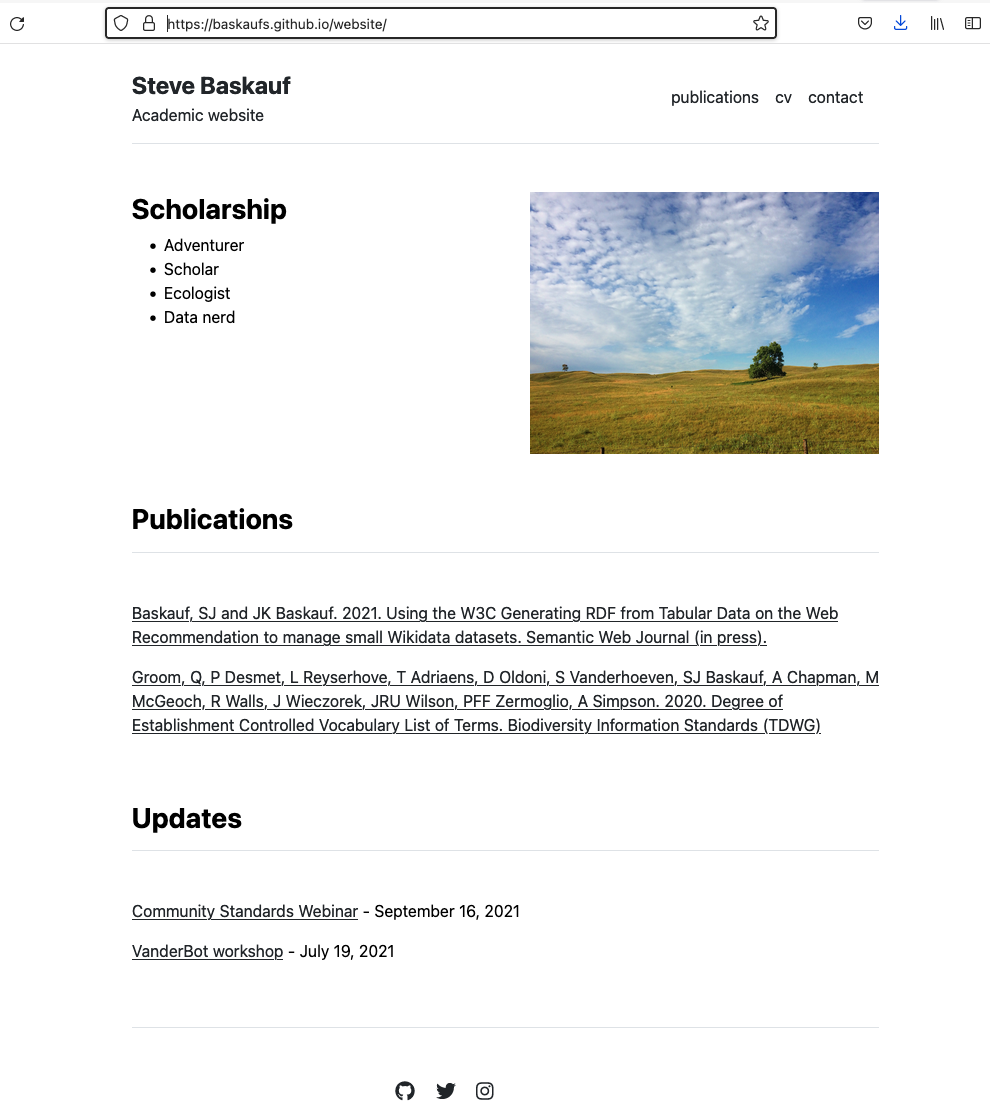 https://baskaufs.github.io/website/
Steve Baskauf
Academic website
publications cv contact
Scholarship
• Adventurer
• Scholar
• Ecologist
• Data nerd
Publications
Baskauf, SJ and JK Baskauf. 2021. Using the W3C Generating RDF from Tabular Data on the Web
Recommendation to manage small Wikidata datasets. Semantic Web Journal (in press).
Groom, Q, P Desmet, L Reyserhove, T Adriaens, D Oldoni, S Vanderhoeven, SJ Baskauf, A Chapman, M
McGeoch, R Walls, J Wieczorek, JRU Wilson, PFF Zermoglio, A Simpson. 2020. Degree of
Establishment Controlled Vocabulary List of Terms. Biodiversity Information Standards (TDWG)
Updates
Community Standards Webinar - September 16, 2021
VanderBot workshop - July 19, 2021